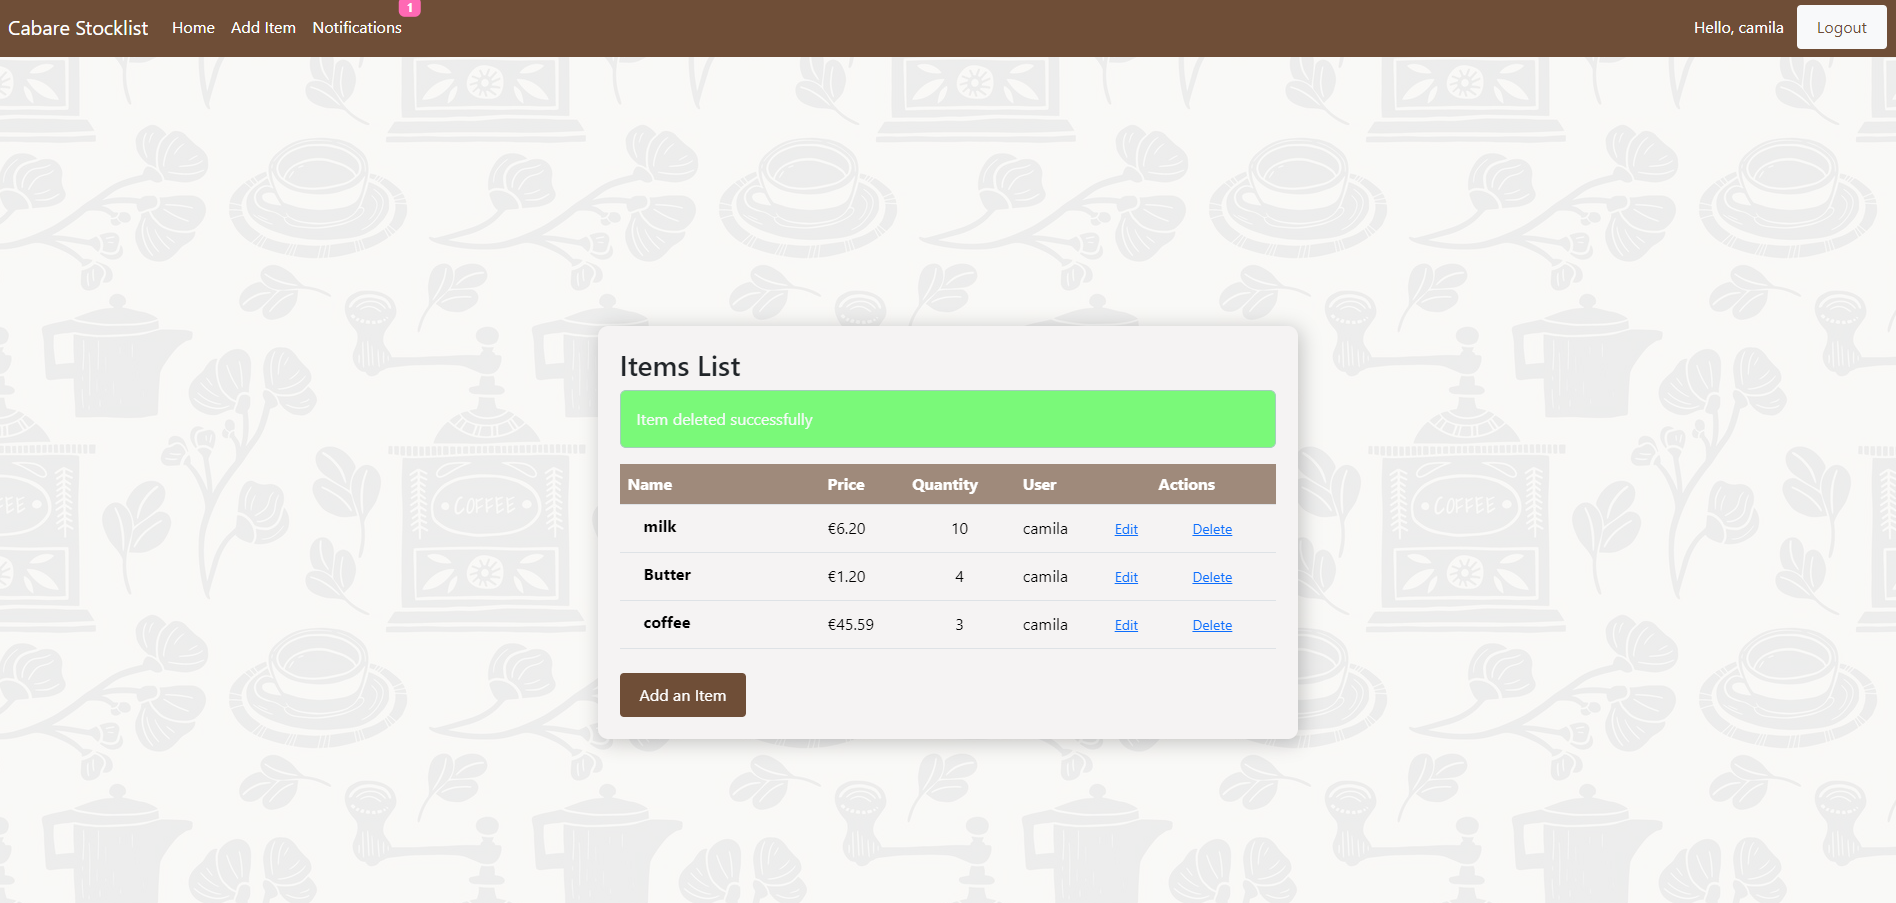 1
Cabare Stocklist Home Add Item Notifications Hello, camila Logout
Items List
Item deleted successfully
Name Price Quantity User Actions
milk €6.20 10 camila Edit Delete
Butter €1.20 4 camila Edit Delete
coffee €45.59 3 camila Edit Delete
Add an Item
COFFEE
COFFEE